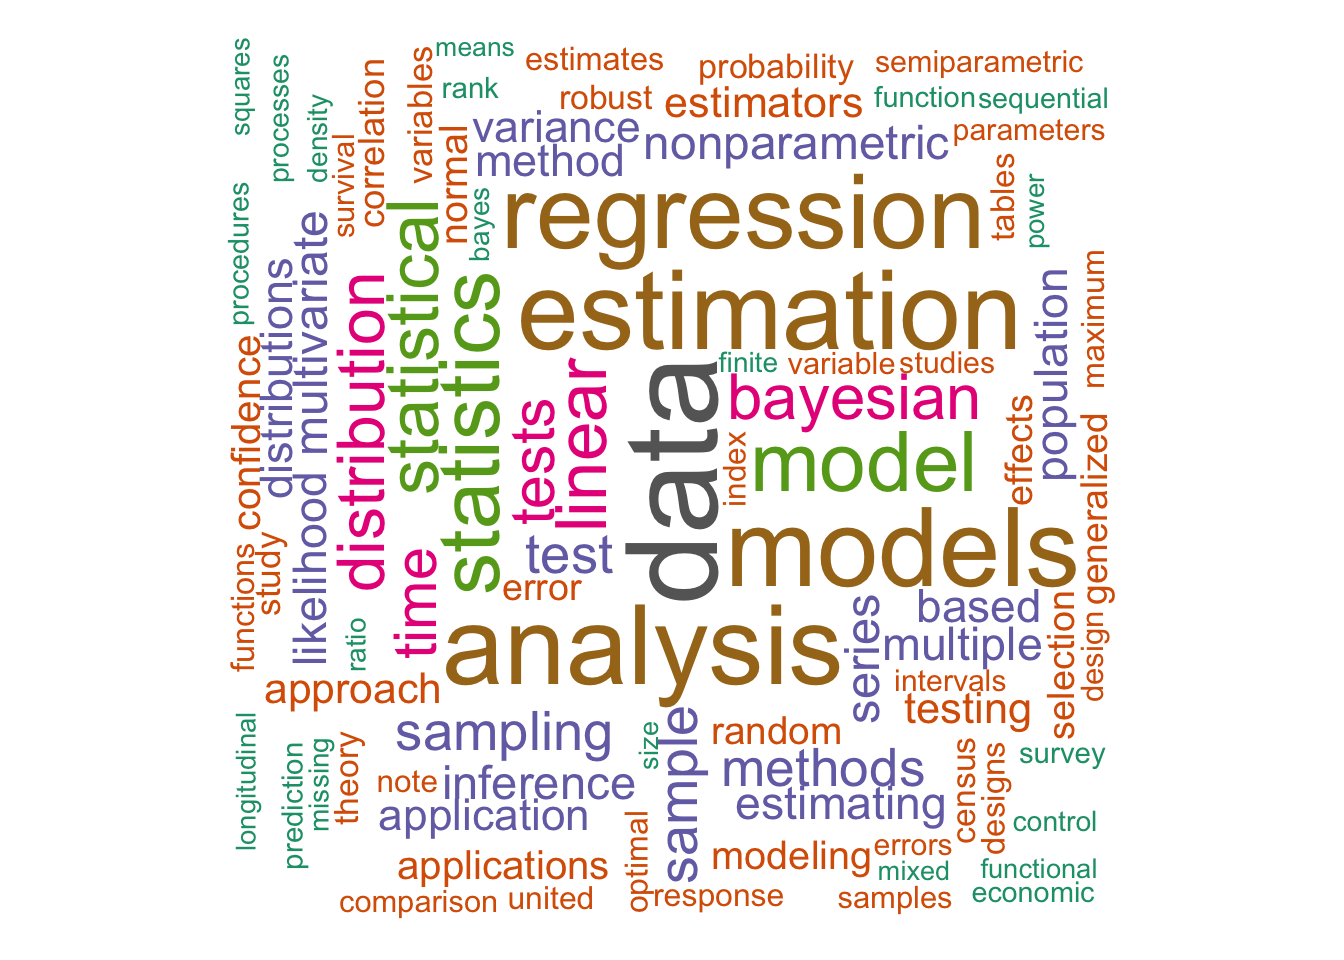 squares
processes
density
survival
correlation
variables
means
rank
estimates
robust
probability
estimators
semiparametric
function
sequential
variance
method
nonparametric
parameters
normal
bayes
regression
tables
power
procedures
distributions
multivariate
distribution
statistical
statistics
estimation
population
maximum
confidence
finite
variable
studies
data
bayesian
linear
tests
index
model
effects
generalized
functions
study
likelihood
time
test
error
models
ratio
analysis
series
based
multiple
selection
design
approach
intervals
testing
sampling
size
sample
random
survey
longitudinal
prediction
missing
theory
note
inference
methods
census
designs
application
estimating
control
optimal
applications
modeling
errors
mixed
functional
comparison
united
response
samples
economic